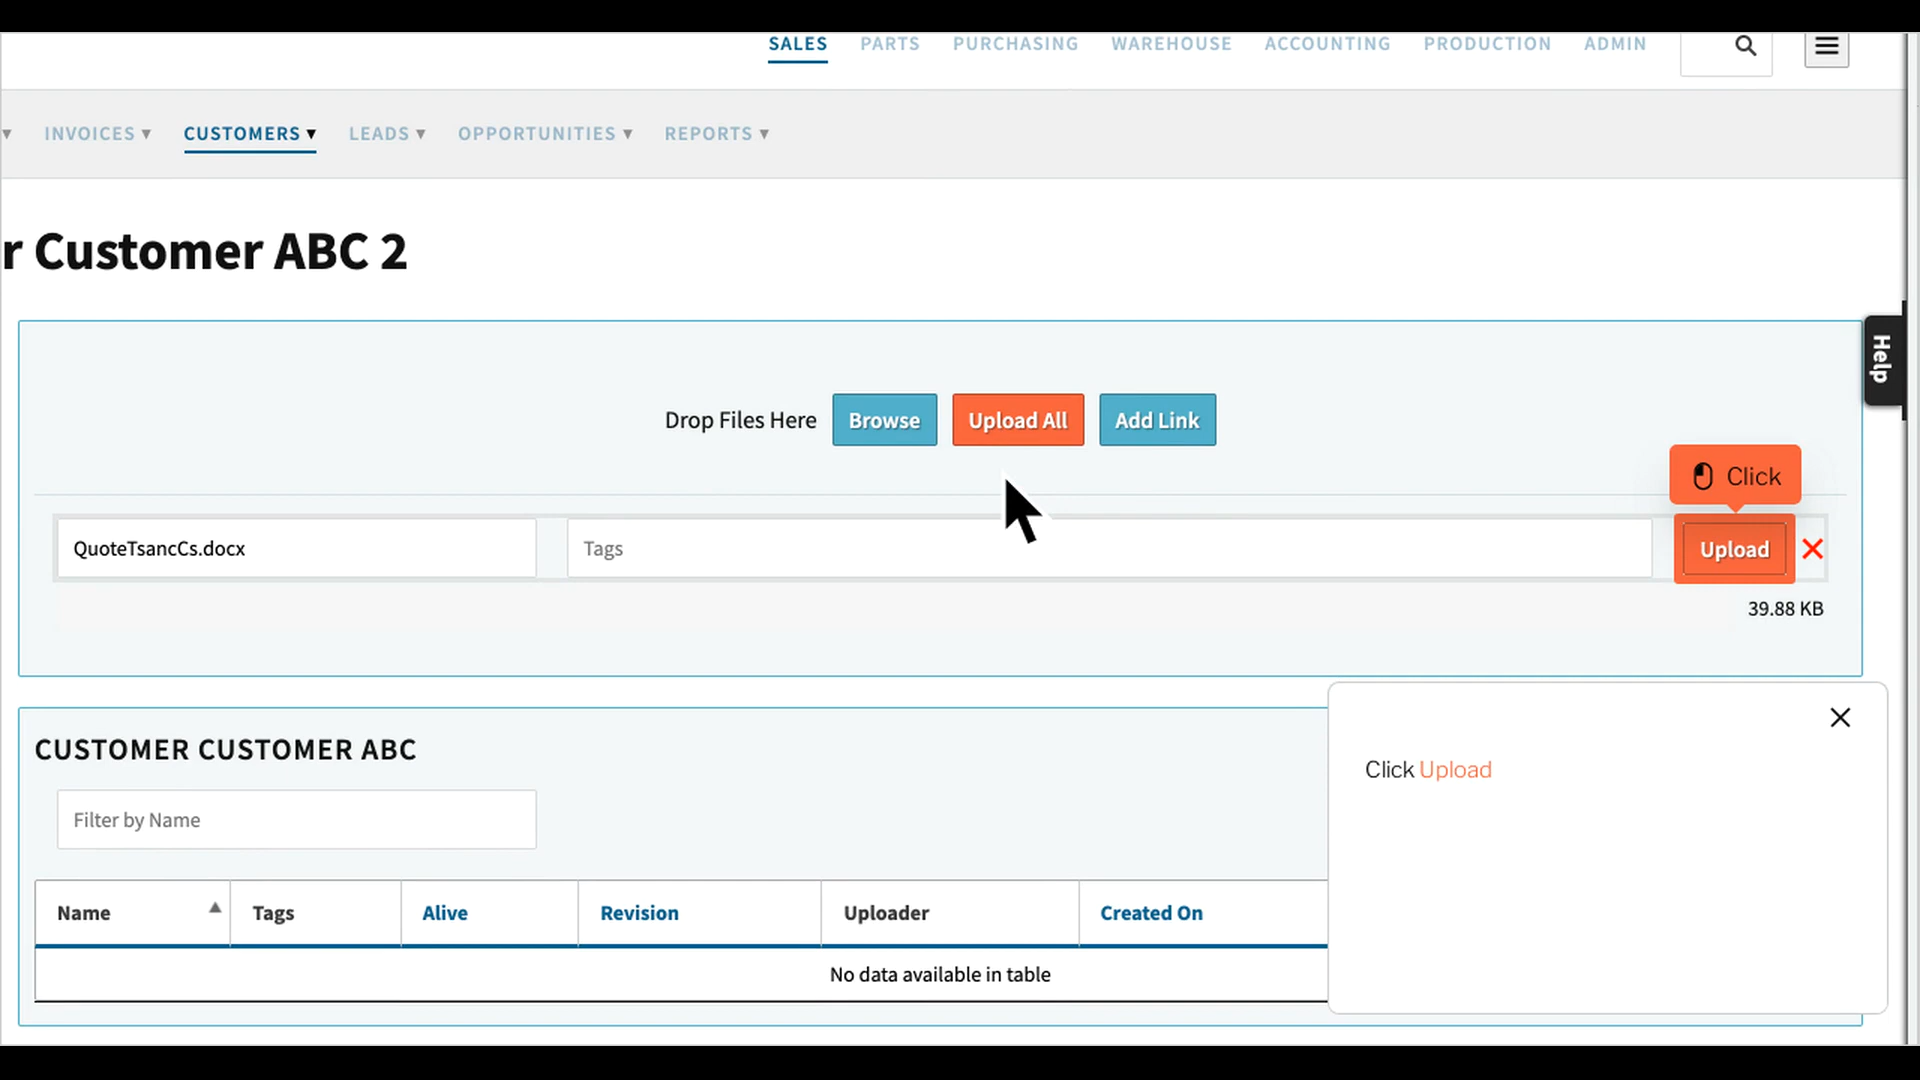 SALES PARTS PURCHASING WAREHOUSE ACCOUNTING PRODUCTION ADMIN
INVOICES CUSTOMERS LEADS OPPORTUNITIES REPORTS
r Customer ABC 2
Help
Drop Files Here Browse Upload All Add Link
Click
QuoteTsancCs.docx Tags Upload
39.88 KB
CUSTOMER CUSTOMER ABC
Click Upload
Filter by Name
Name Tags Alive Revision Uploader Created On
No data available in table